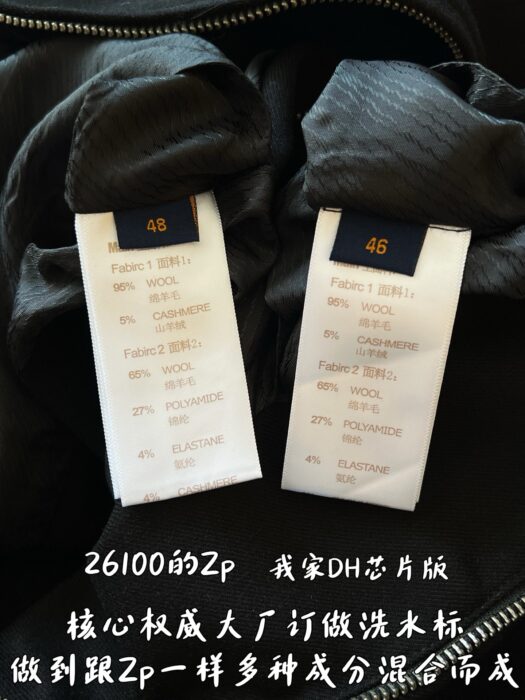 48
Fabirc 1 面料1:
95% WOOL
绵羊毛
5% CASHMERE
山羊绒
Fabirc 2 面料2:
65% WOOL
绵羊毛
27% POLYAMIDE
锦纶
4% ELASTANE
氨纶
4% CASHMERE
46
Fabirc 1 面料1:
95% WOOL
绵羊毛
5% CASHMERE
山羊绒
Fabirc 2 面料2:
65% WOOL
绵羊毛
27% POLYAMIDE
锦纶
4% ELASTANE
氨纶
26100的Zp 我家DH芯片版
核心权威大厂订做洗水标
做到跟Zp一样多种成分混合而成